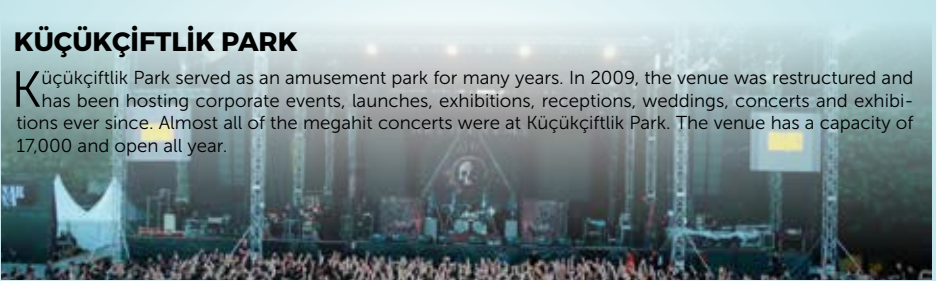 KÜÇÜKÇİFTLİK PARK
Küçükçiftlik Park served as an amusement park for many years. In 2009, the venue was restructured and
has been hosting corporate events, launches, exhibitions, receptions, weddings, concerts and exhibi-
tions ever since. Almost all of the megahit concerts were at Küçükçiftlik Park. The venue has a capacity of
17,000 and open all year.